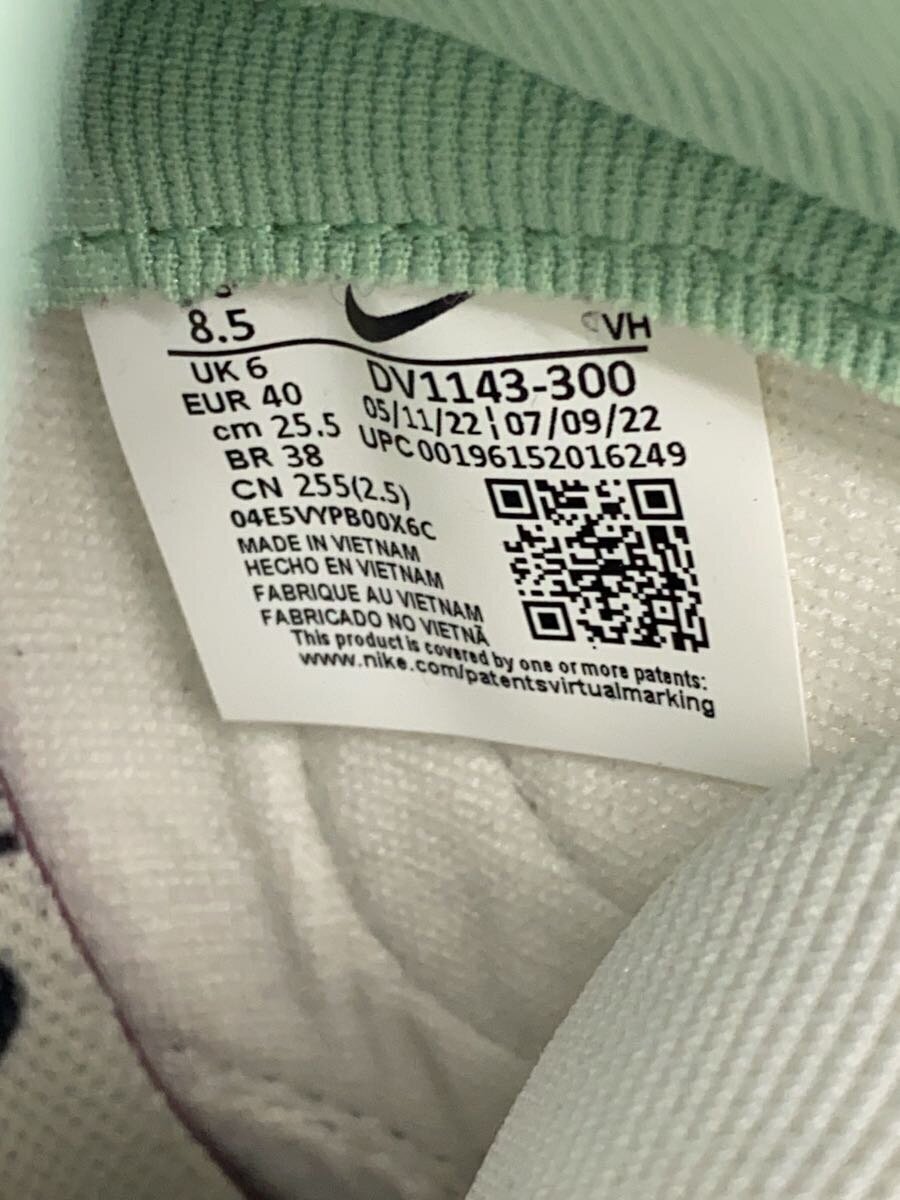 8.5
VH
UK 6
EUR 40
cm 25.5
BR 38
CN 255(2.5)
04E5VYPB00X6C
DV1143-300
05/11/22 | 07/09/22
UPC 00196152016249
MADE IN VIETNAM
HECHO EN VIETNAM
FABRIQUE AU VIETNAM
FABRICADO NO VIETNÃ
This product is covered by one or more patents:
www.nike.com/patentsvirtualmarking